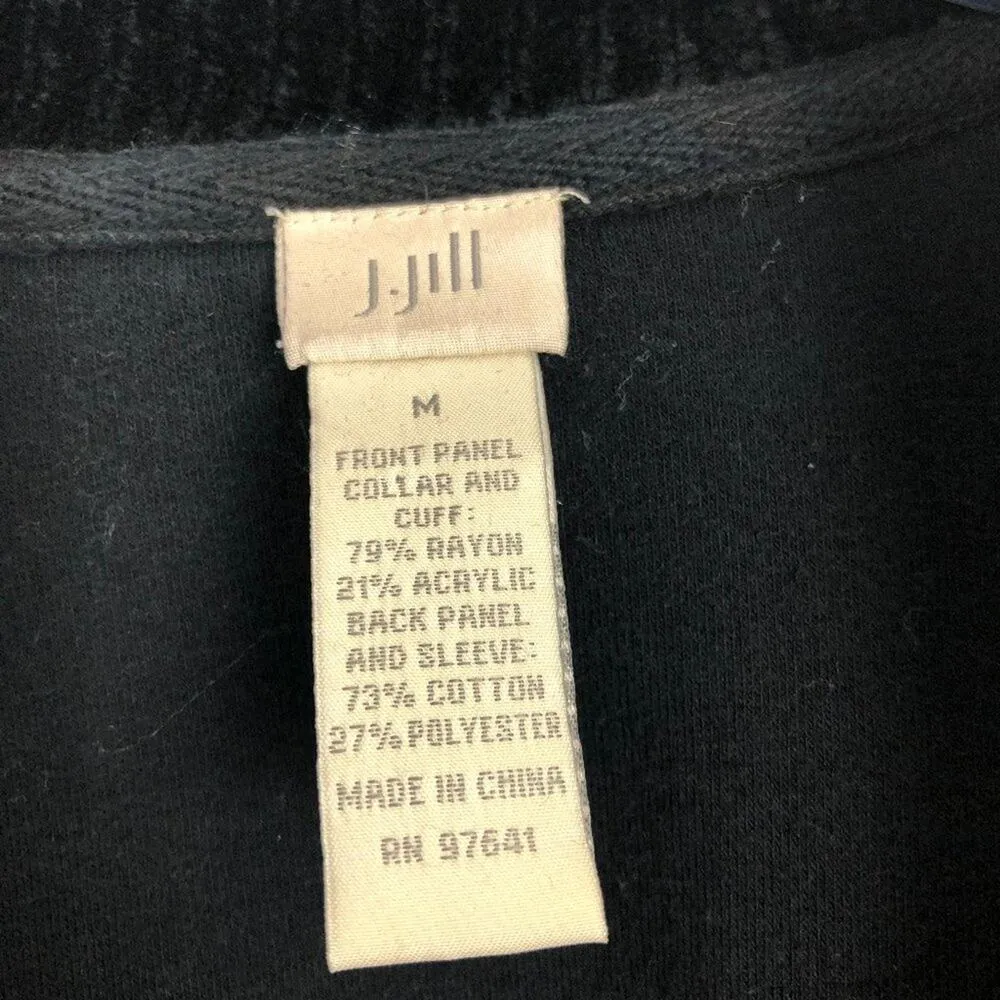 J.Jill
M
FRONT PANEL
COLLAR AND
CUFF:
79% RAYON
21% ACRYLIC
BACK PANEL
AND SLEEVE:
73% COTTON
27% POLYESTER
MADE IN CHINA
RN 97641